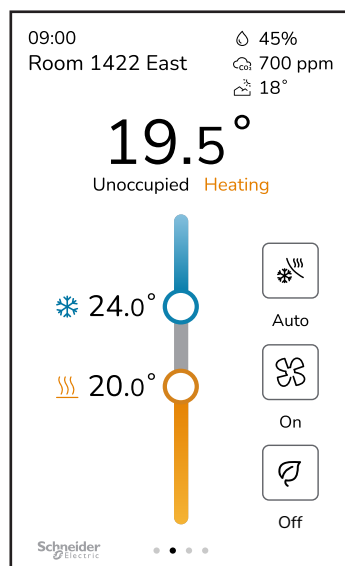 09:00
Room 1422 East
45%
CO₂ 700 ppm
18°
19.5°
Unoccupied Heating
24.0°
20.0°
Auto
On
Off
Schneider
Electric